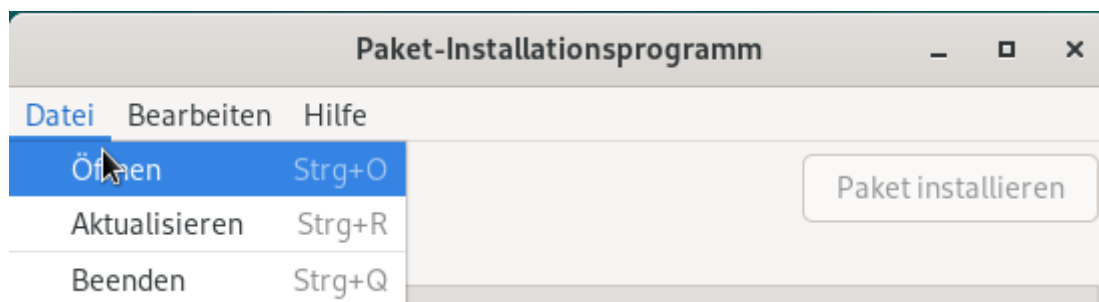 Paket-Installationsprogramm
Datei Bearbeiten Hilfe
Öffnen Strg+O
Paket installieren
Aktualisieren Strg+R
Beenden Strg+Q